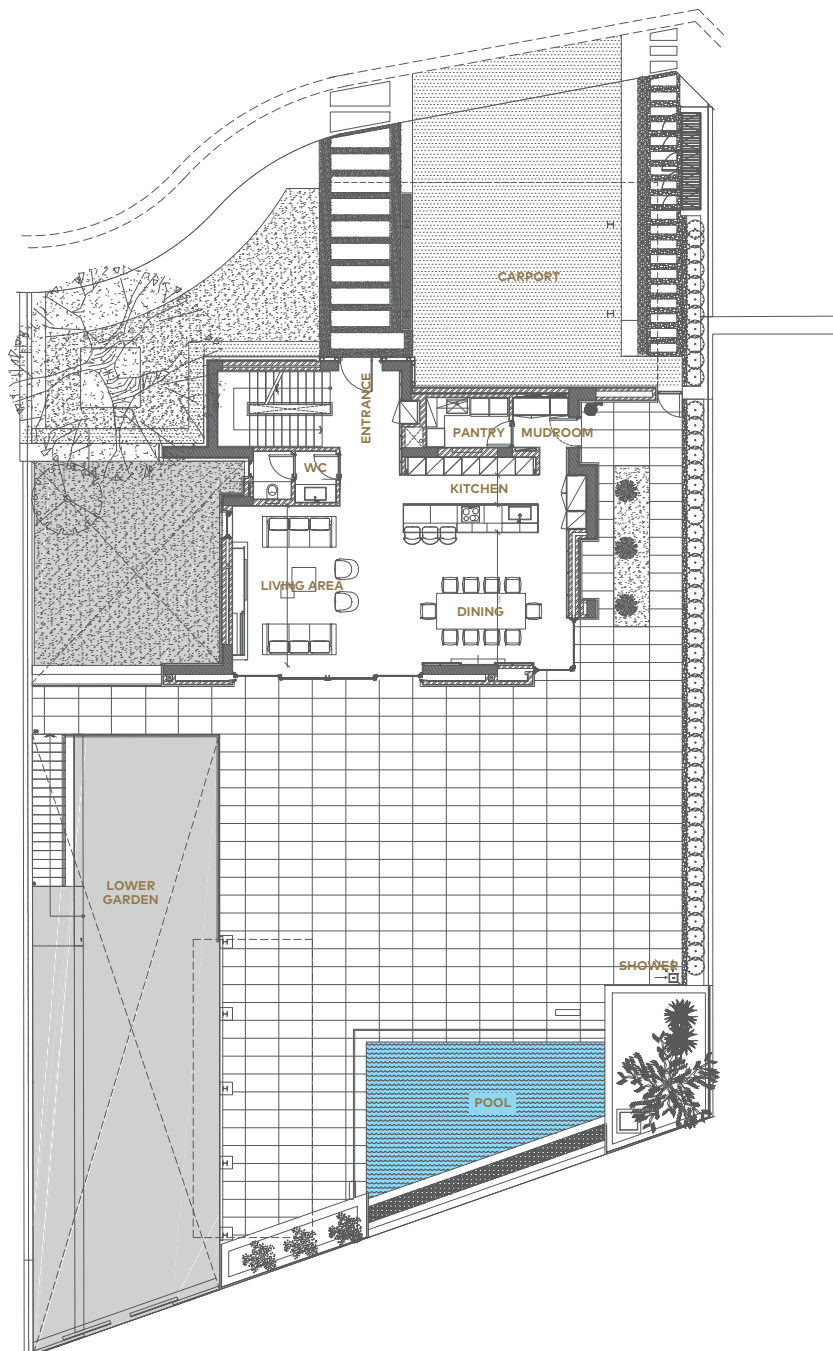 CARPORT
ENTRANCE
PANTRY
MUDROOM
WC
KITCHEN
LIVING AREA
DINING
LOWER
GARDEN
SHOWER
POOL